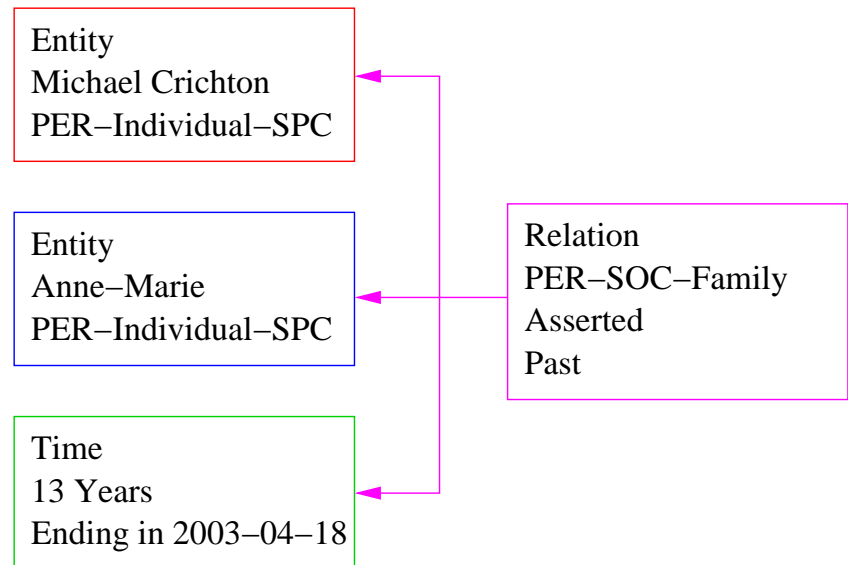 Entity
Michael Crichton
PER−Individual−SPC
Entity
Anne−Marie
PER−Individual−SPC
Time
13 Years
Ending in 2003−04−18
Relation
PER−SOC−Family
Asserted
Past